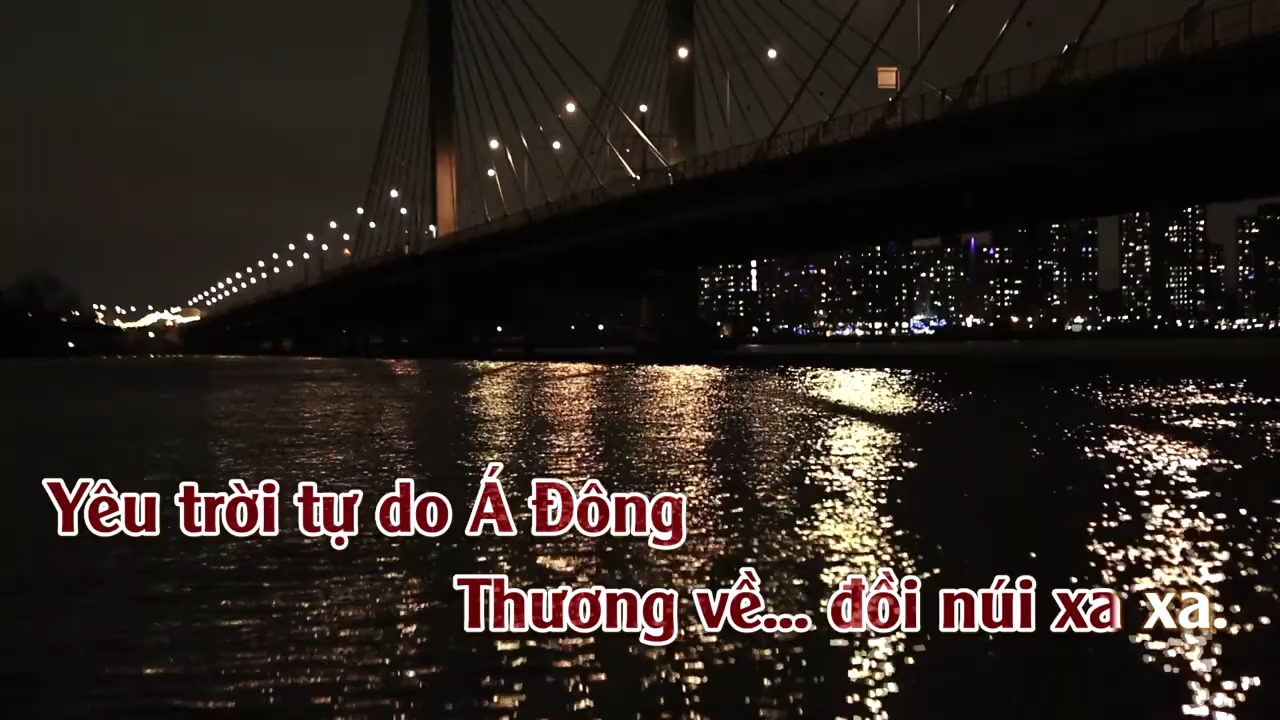 Yêu trời tự do Á Đông
Thương về... đồi núi xa xa.